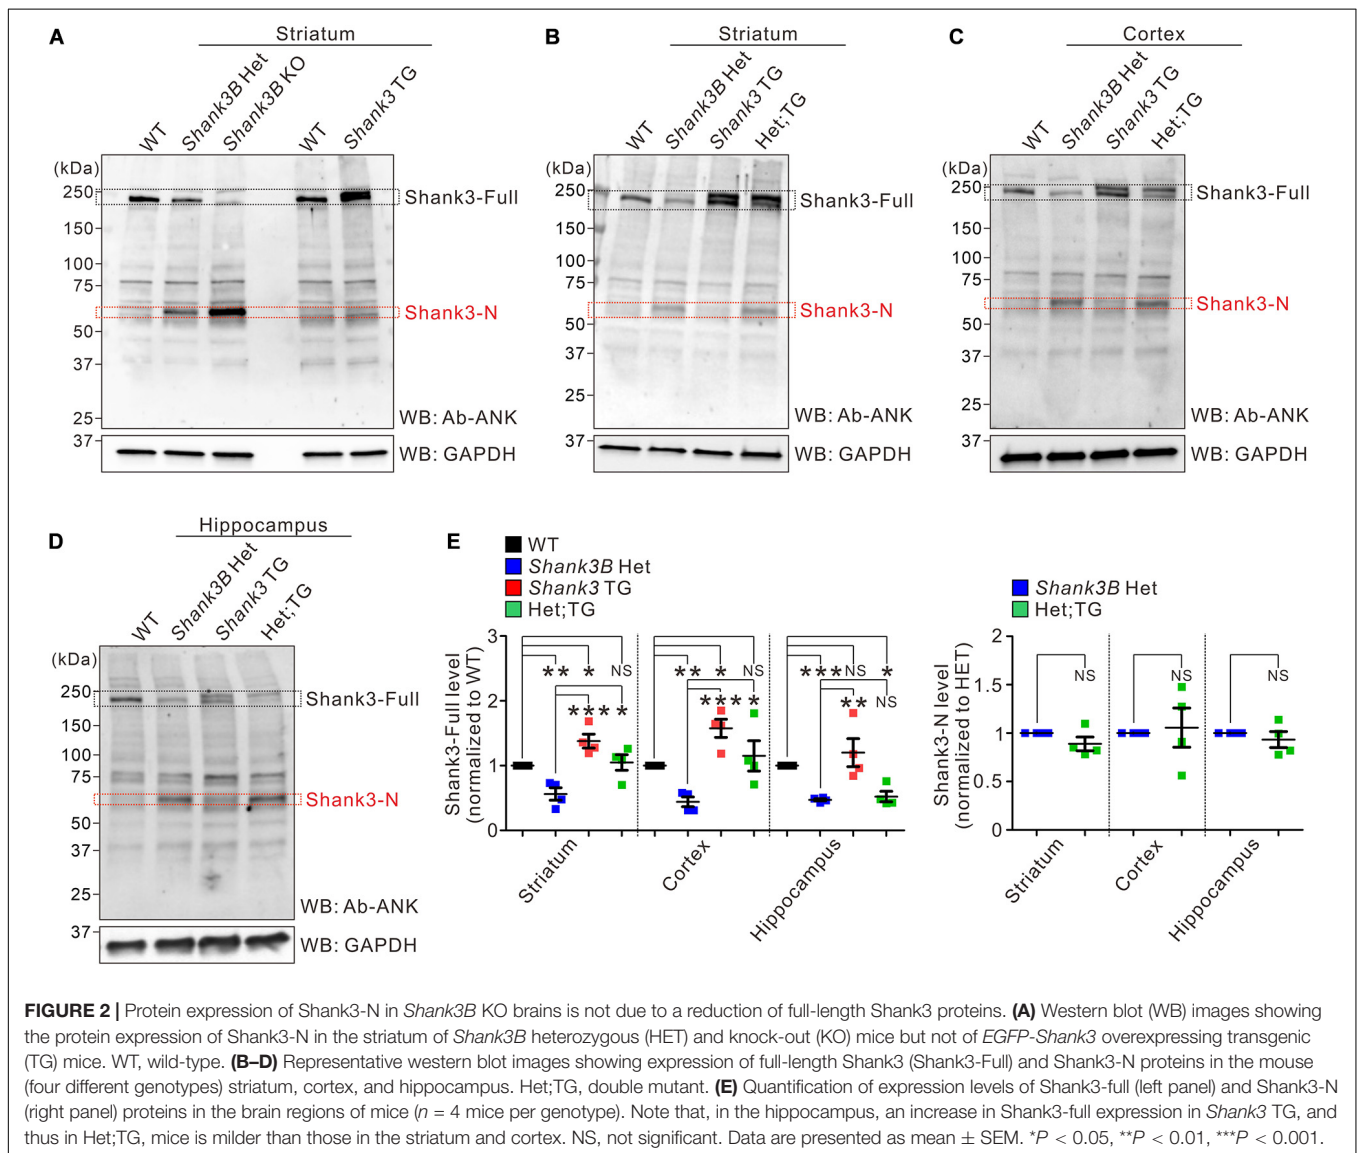 A
Striatum
WT
Shank3B Het
Shank3B KO
WT
Shank3 TG
(kDa)
250
150
100
75
50
37
25
Shank3-Full
Shank3-N
WB: Ab-ANK
37
WB: GAPDH
B
Striatum
WT
Shank3B Het
Shank3 TG
Het;TG
(kDa)
250
150
100
75
50
37
25
Shank3-Full
Shank3-N
WB: Ab-ANK
37
WB: GAPDH
C
Cortex
WT
Shank3B Het
Shank3 TG
Het;TG
(kDa)
250
150
100
75
50
37
25
Shank3-Full
Shank3-N
WB: Ab-ANK
37
WB: GAPDH
D
Hippocampus
WT
Shank3B Het
Shank3 TG
Het;TG
(kDa)
250
150
100
75
50
37
25
Shank3-Full
Shank3-N
WB: Ab-ANK
37
WB: GAPDH
E
WT
Shank3B Het
Shank3 TG
Het;TG
Shank3-Full level
(normalized to WT)
3
2
1
0
** * NS ** * NS *** NS *
*** * *** * ** NS
Striatum
Cortex
Hippocampus
Shank3B Het
Het;TG
Shank3-N level
(normalized to HET)
2
1.5
1
0.5
0
NS NS NS
Striatum
Cortex
Hippocampus
FIGURE 2 | Protein expression of Shank3-N in Shank3B KO brains is not due to a reduction of full-length Shank3 proteins. (A) Western blot (WB) images showing
the protein expression of Shank3-N in the striatum of Shank3B heterozygous (HET) and knock-out (KO) mice but not of EGFP-Shank3 overexpressing transgenic
(TG) mice. WT, wild-type. (B–D) Representative western blot images showing expression of full-length Shank3 (Shank3-Full) and Shank3-N proteins in the mouse
(four different genotypes) striatum, cortex, and hippocampus. Het;TG, double mutant. (E) Quantification of expression levels of Shank3-full (left panel) and Shank3-N
(right panel) proteins in the brain regions of mice (n = 4 mice per genotype). Note that, in the hippocampus, an increase in Shank3-full expression in Shank3 TG, and
thus in Het;TG, mice is milder than those in the striatum and cortex. NS, not significant. Data are presented as mean ± SEM. *P < 0.05, **P < 0.01, ***P < 0.001.